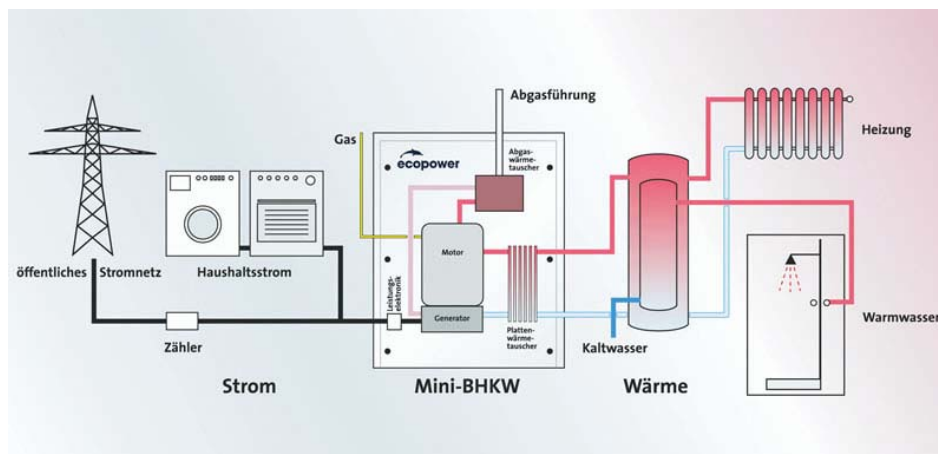 Abgasführung
Gas
ecopower
Abgas-
wärme-
tauscher
Heizung
Motor
öffentliches Stromnetz
Haushaltsstrom
Leistungs-
elektronik
Generator
Platten-
wärme-
tauscher
Kaltwasser
Warmwasser
Zähler
Strom
Mini-BHKW
Wärme